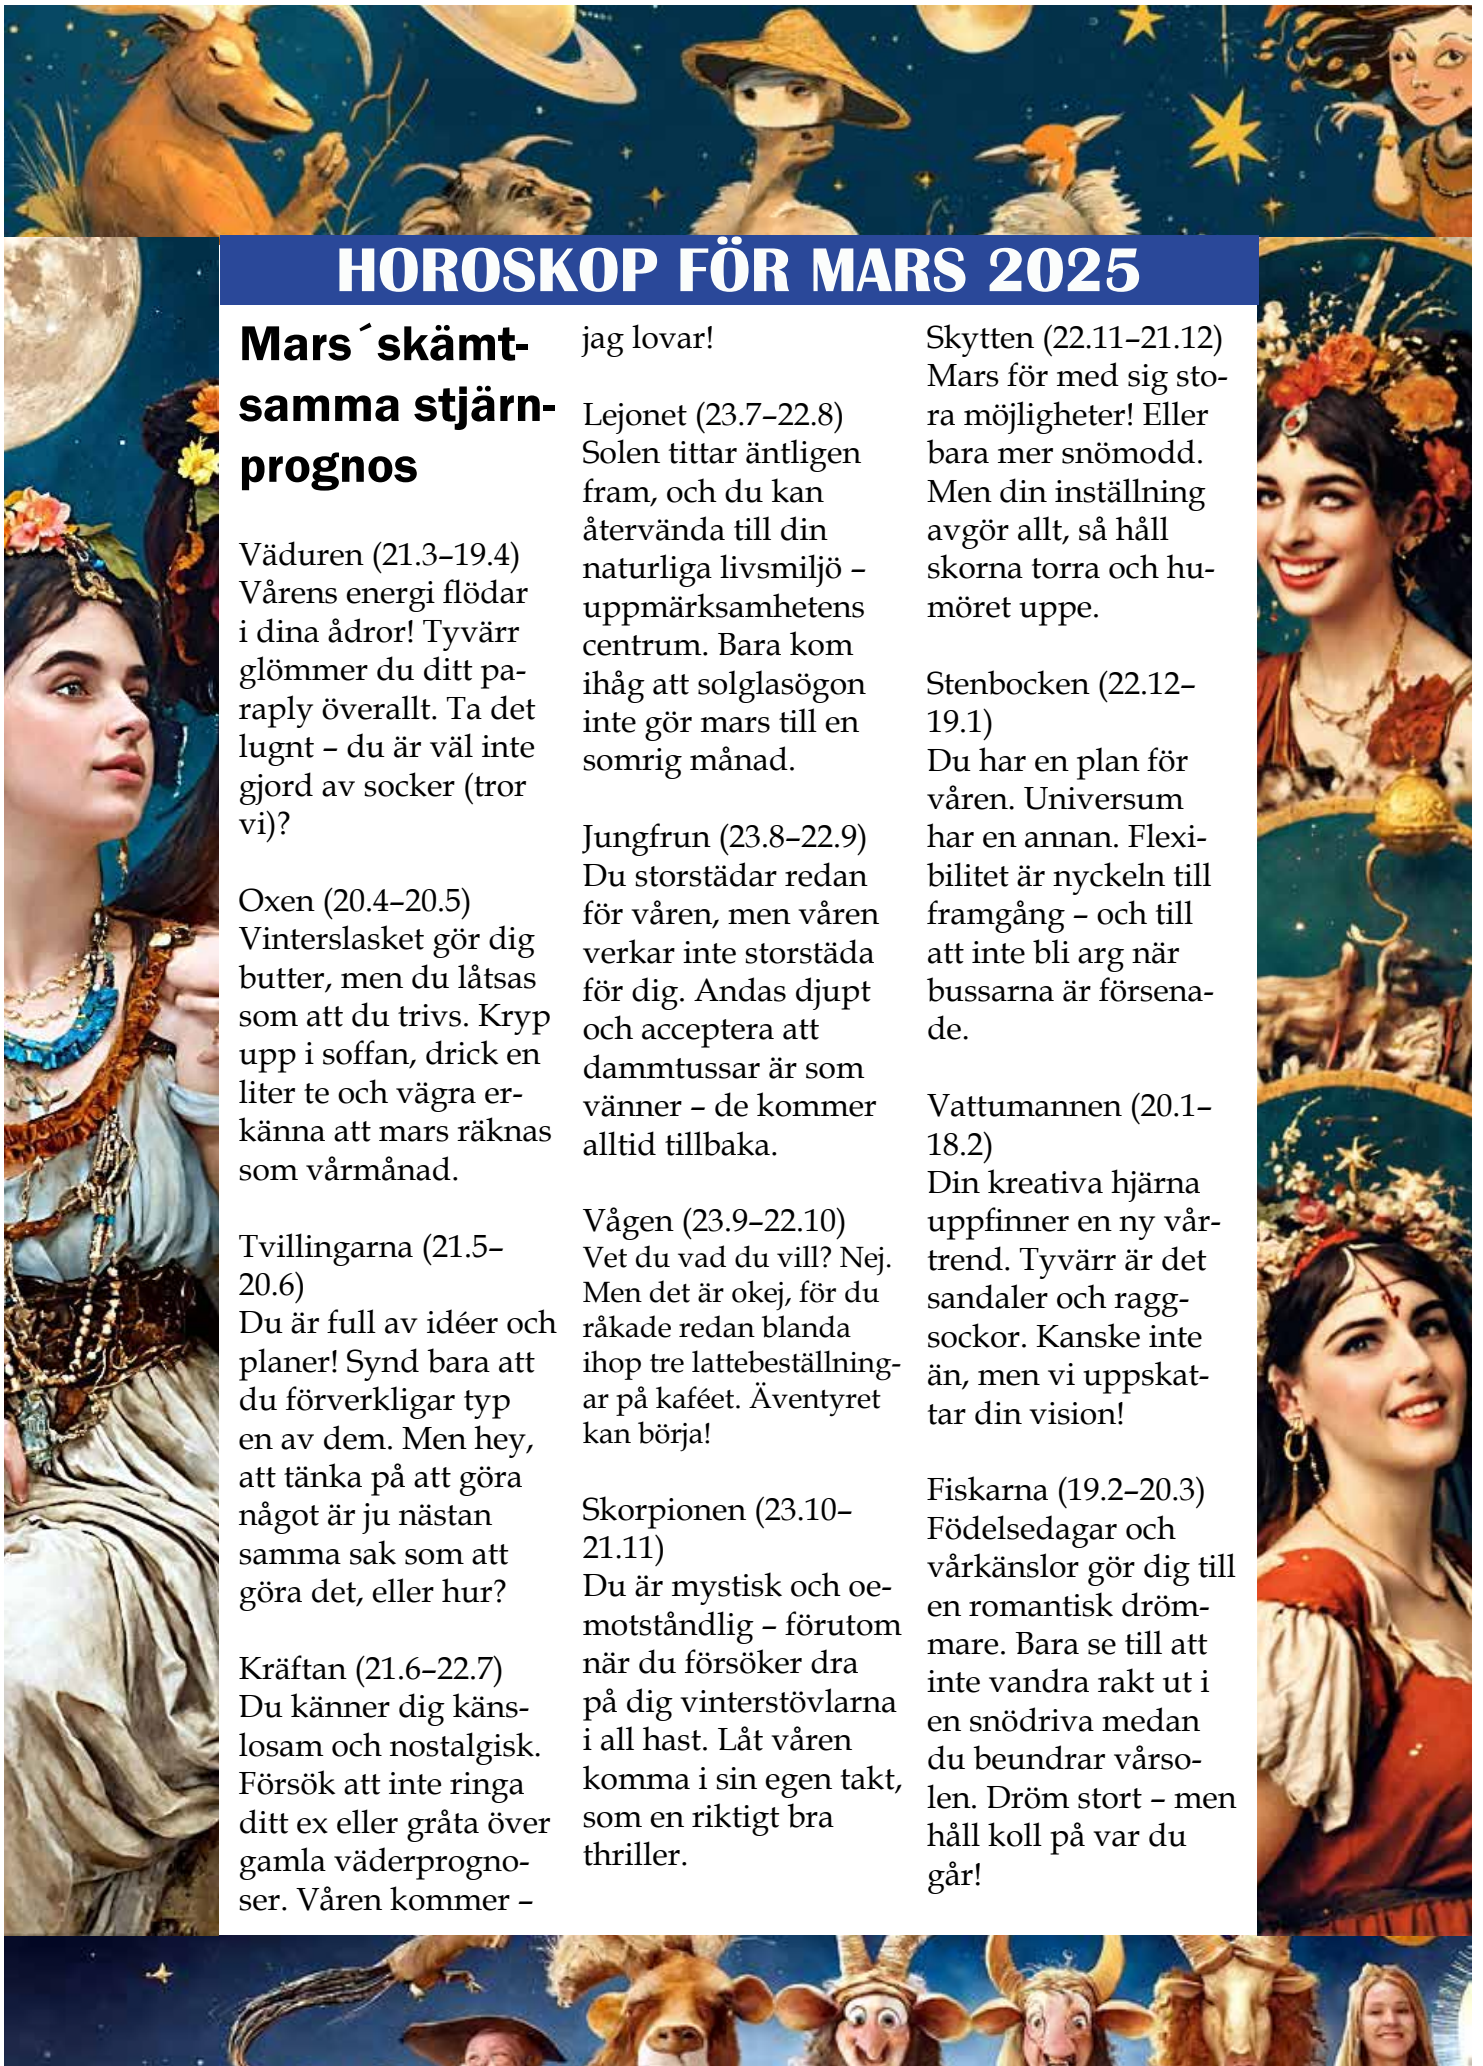 HOROSKOP FÖR MARS 2025
Mars´skämt-
samma stjärn-
prognos
Väduren (21.3–19.4)
Vårens energi flödar
i dina ådror! Tyvärr
glömmer du ditt pa-
raply överallt. Ta det
lugnt – du är väl inte
gjord av socker (tror
vi)?
Oxen (20.4–20.5)
Vinterslasket gör dig
butter, men du låtsas
som att du trivs. Kryp
upp i soffan, drick en
liter te och vägra er-
känna att mars räknas
som vårmånad.
Tvillingarna (21.5–
20.6)
Du är full av idéer och
planer! Synd bara att
du förverkligar typ
en av dem. Men hey,
att tänka på att göra
något är ju nästan
samma sak som att
göra det, eller hur?
Kräftan (21.6–22.7)
Du känner dig käns-
losam och nostalgisk.
Försök att inte ringa
ditt ex eller gråta över
gamla väderprogno-
ser. Våren kommer –
jag lovar!
Lejonet (23.7–22.8)
Solen tittar äntligen
fram, och du kan
återvända till din
naturliga livsmiljö –
uppmärksamhetens
centrum. Bara kom
ihåg att solglasögon
inte gör mars till en
somrig månad.
Jungfrun (23.8–22.9)
Du storstädar redan
för våren, men våren
verkar inte storstäda
för dig. Andas djupt
och acceptera att
dammtussar är som
vänner – de kommer
alltid tillbaka.
Vågen (23.9–22.10)
Vet du vad du vill? Nej.
Men det är okej, för du
råkade redan blanda
ihop tre lattebeställning-
ar på kaféet. Äventyret
kan börja!
Skorpionen (23.10–
21.11)
Du är mystisk och oe-
motståndlig – förutom
när du försöker dra
på dig vinterstövlarna
i all hast. Låt våren
komma i sin egen takt,
som en riktigt bra
thriller.
Skytten (22.11–21.12)
Mars för med sig sto-
ra möjligheter! Eller
bara mer snömodd.
Men din inställning
avgör allt, så håll
skorna torra och hu-
möret uppe.
Stenbocken (22.12–
19.1)
Du har en plan för
våren. Universum
har en annan. Flexi-
bilitet är nyckeln till
framgång – och till
att inte bli arg när
bussarna är försena-
de.
Vattumannen (20.1–
18.2)
Din kreativa hjärna
uppfinner en ny vår-
trend. Tyvärr är det
sandaler och ragg-
sockor. Kanske inte
än, men vi uppskat-
tar din vision!
Fiskarna (19.2–20.3)
Födelsedagar och
vårkänslor gör dig till
en romantisk dröm-
mare. Bara se till att
inte vandra rakt ut i
en snödriva medan
du beundrar vårso-
len. Dröm stort – men
håll koll på var du
går!